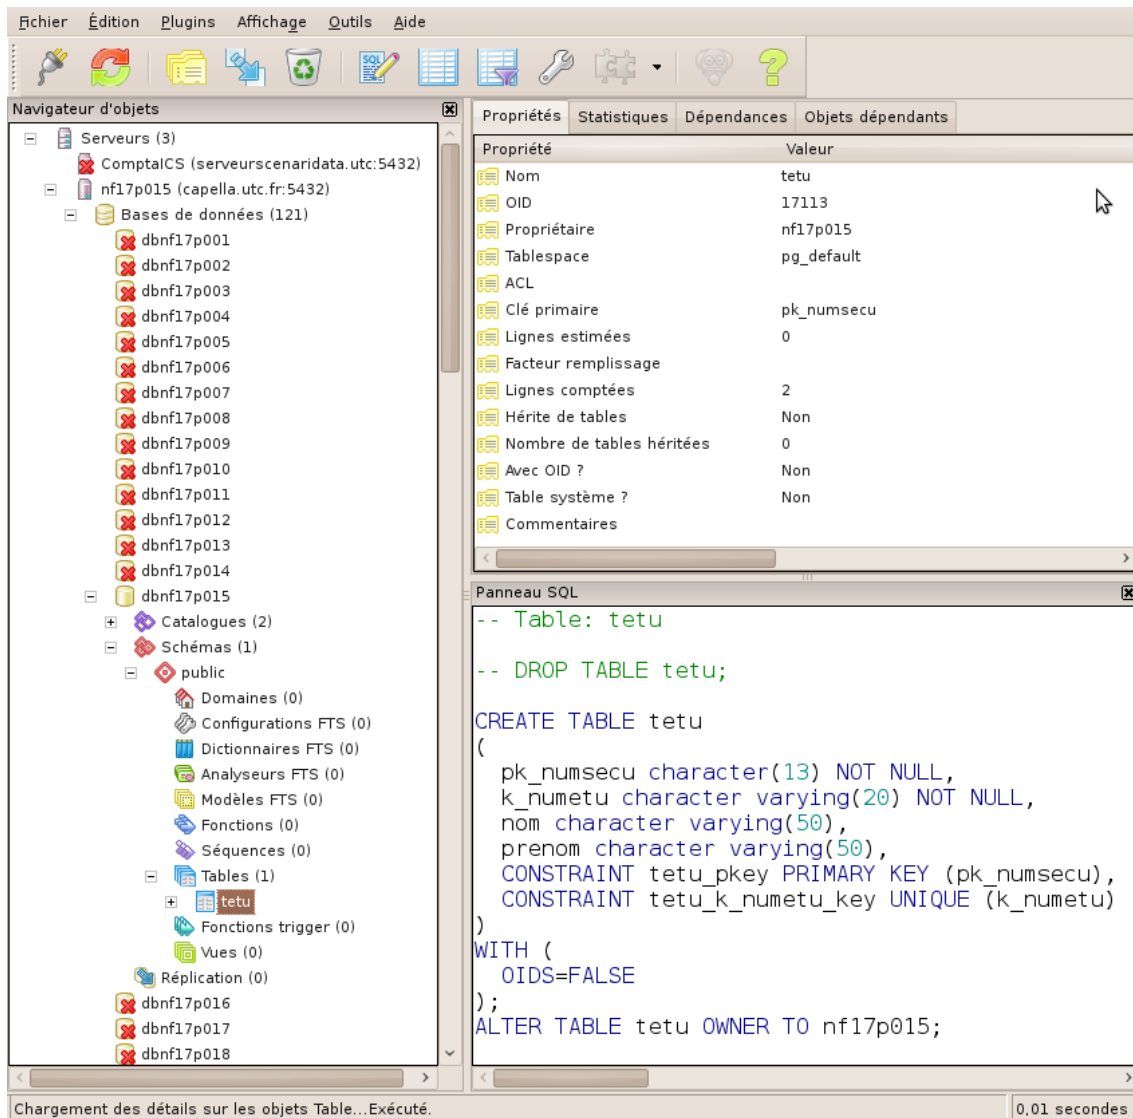 Fichier Édition Plugins Affichage Outils Aide
SQL
Navigateur d'objets
Serveurs (3)
ComptaICS (serveurscenaridata.utc:5432)
nf17p015 (capella.utc.fr:5432)
Bases de données (121)
dbnf17p001
dbnf17p002
dbnf17p003
dbnf17p004
dbnf17p005
dbnf17p006
dbnf17p007
dbnf17p008
dbnf17p009
dbnf17p010
dbnf17p011
dbnf17p012
dbnf17p013
dbnf17p014
dbnf17p015
Catalogues (2)
Schémas (1)
public
Domaines (0)
Configurations FTS (0)
Dictionnaires FTS (0)
Analyseurs FTS (0)
Modèles FTS (0)
Fonctions (0)
Séquences (0)
Tables (1)
tetu
Fonctions trigger (0)
Vues (0)
Réplication (0)
dbnf17p016
dbnf17p017
dbnf17p018
Propriétés Statistiques Dépendances Objets dépendants
Propriété Valeur
Nom tetu
OID 17113
Propriétaire nf17p015
Tablespace pg_default
ACL
Clé primaire pk_numsecu
Lignes estimées 0
Facteur remplissage
Lignes comptées 2
Hérite de tables Non
Nombre de tables héritées 0
Avec OID ? Non
Table système ? Non
Commentaires
Panneau SQL
-- Table: tetu
-- DROP TABLE tetu;
CREATE TABLE tetu
(
pk_numsecu character(13) NOT NULL,
k_numetu character varying(20) NOT NULL,
nom character varying(50),
prenom character varying(50),
CONSTRAINT tetu_pkey PRIMARY KEY (pk_numsecu),
CONSTRAINT tetu_k_numetu_key UNIQUE (k_numetu)
)
WITH (
OIDS=FALSE
);
ALTER TABLE tetu OWNER TO nf17p015;
Chargement des détails sur les objets Table...Exécuté. 0,01 secondes